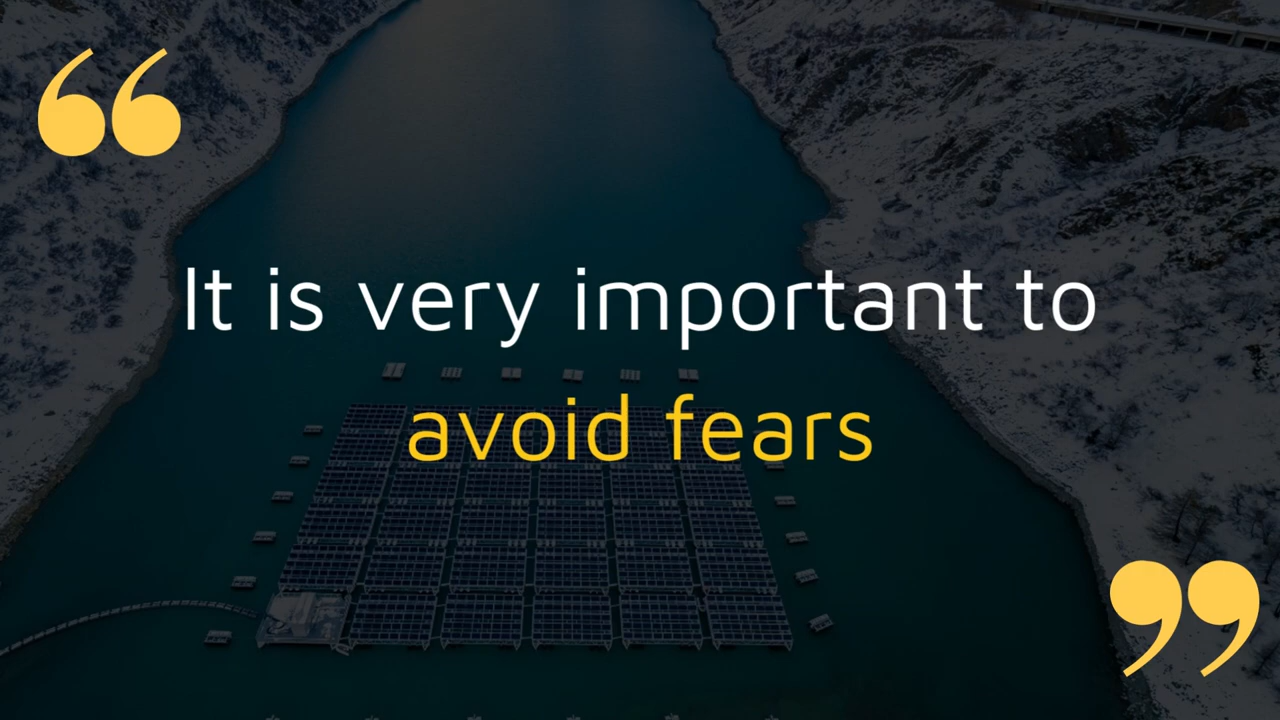 “
It is very important to
avoid fears
”